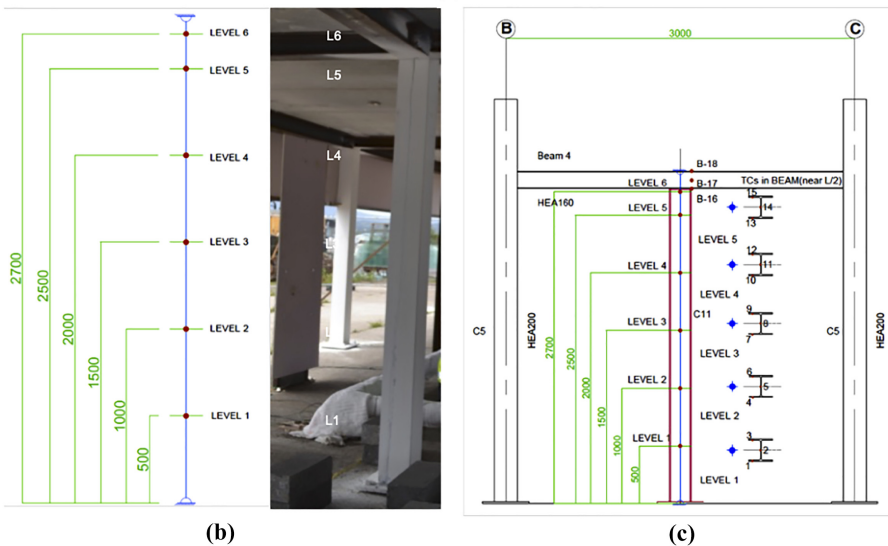 LEVEL 6
LEVEL 5
LEVEL 4
LEVEL 3
LEVEL 2
LEVEL 1
2700
2500
2000
1500
1000
500
L6
L5
L4
L1
(b)
B
C
3000
Beam 4
B-18
TCs in BEAM(near L/2)
B-17
LEVEL 6
B-16
HEA160
LEVEL 5
15
14
13
LEVEL 5
12
LEVEL 4
11
10
LEVEL 4
C11
9
LEVEL 3
8
7
C5
HEA200
C5
HEA200
LEVEL 3
6
LEVEL 2
5
4
LEVEL 2
3
LEVEL 1
2
1
LEVEL 1
2700
2500
2000
1500
1000
500
(c)